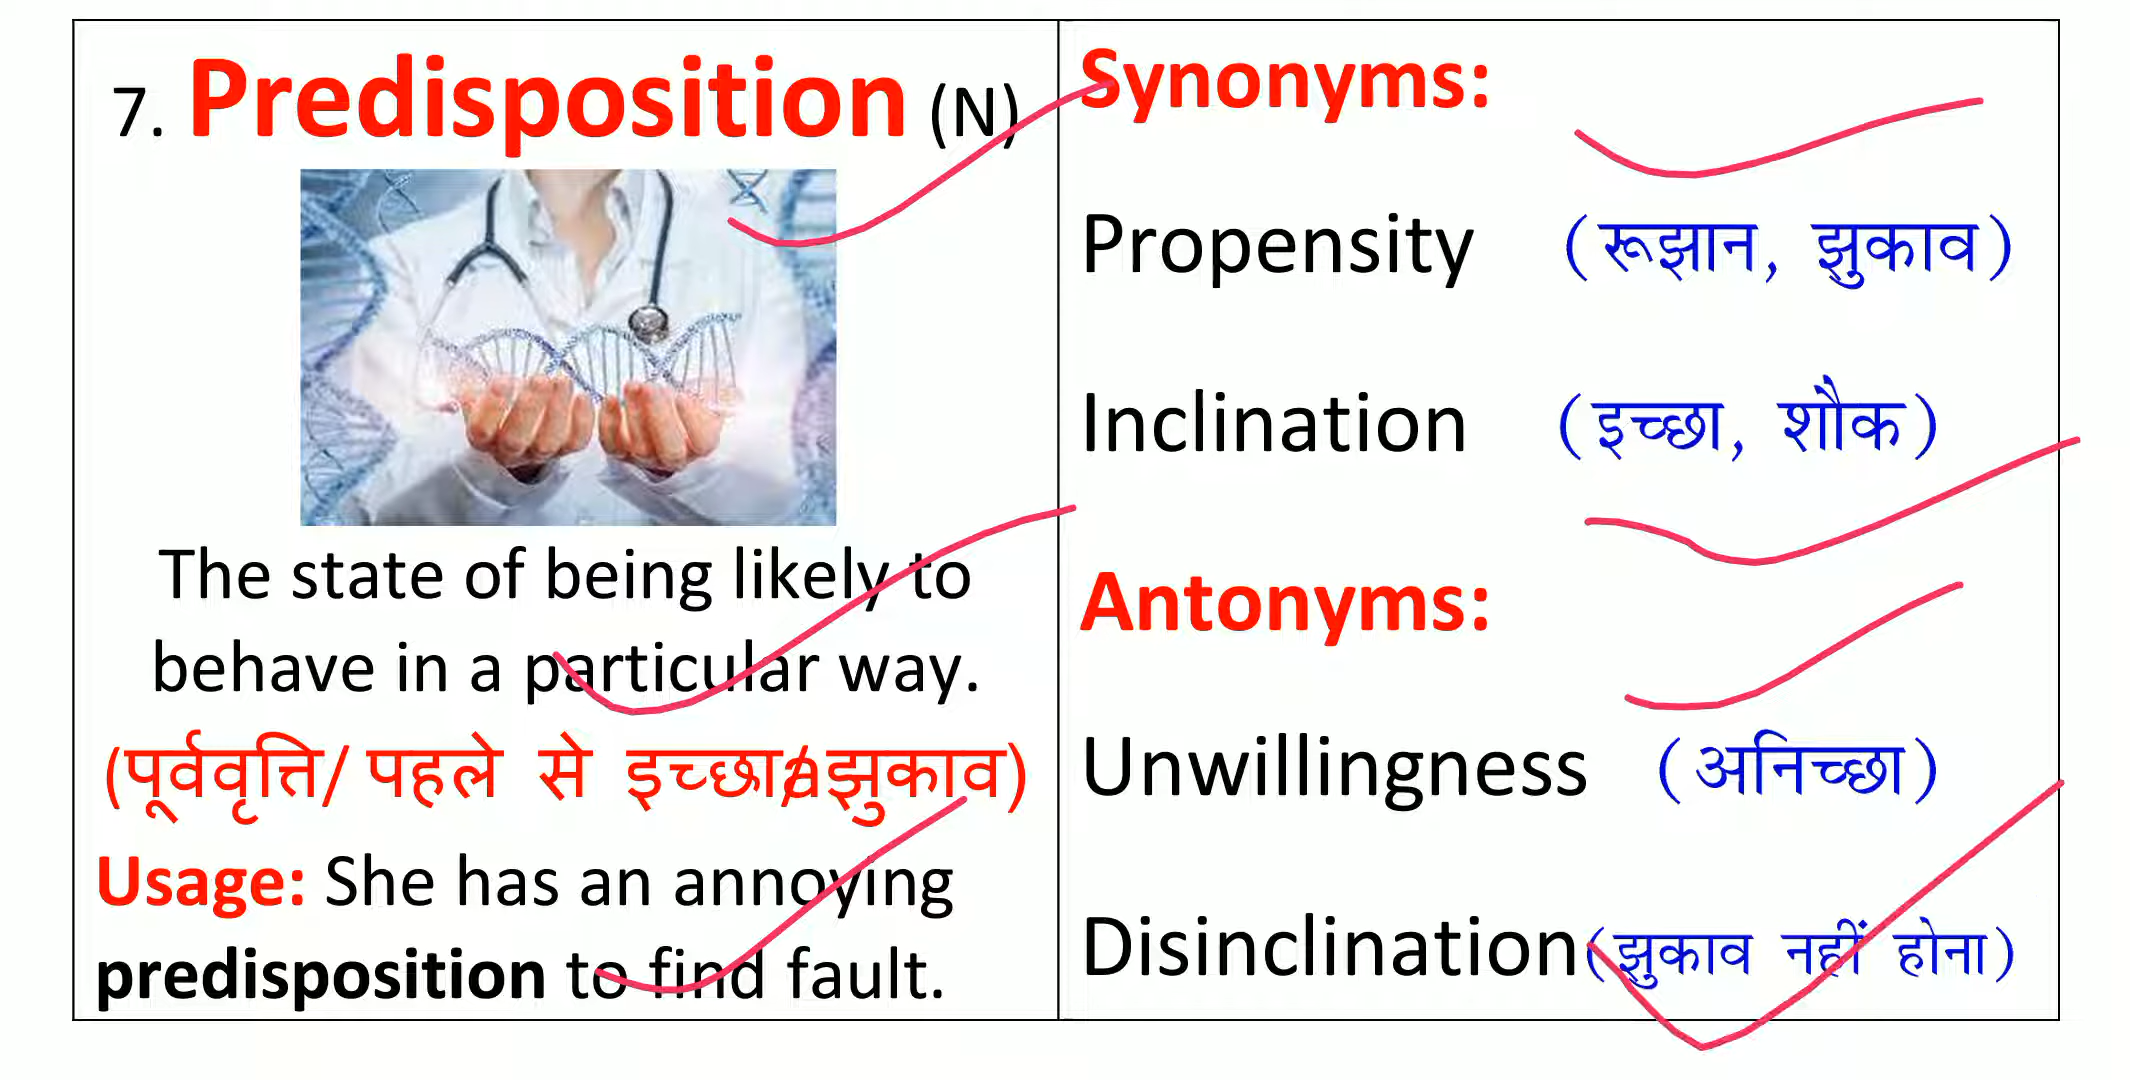 7. Predisposition (N)
The state of being likely to
behave in a particular way.
(पूर्ववृत्ति/ पहले से इच्छा/झुकाव)
Usage: She has an annoying
predisposition to find fault.
Synonyms:
Propensity (रूझान, झुकाव)
Inclination (इच्छा, शौक)
Antonyms:
Unwillingness (अनिच्छा)
Disinclination(झुकाव नहीं होना)